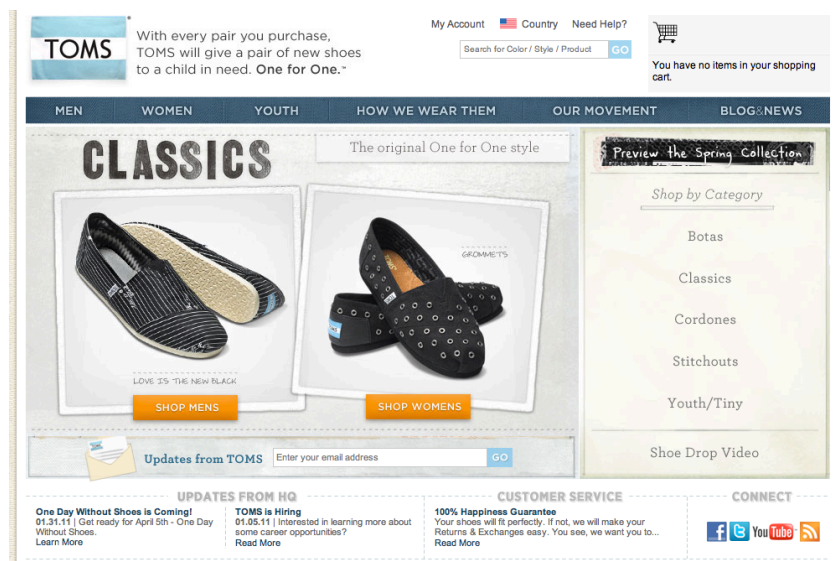 TOMS
With every pair you purchase,
TOMS will give a pair of new shoes
to a child in need. One for One.™
My Account Country Need Help?
Search for Color / Style / Product GO
You have no items in your shopping
cart.
MEN WOMEN YOUTH HOW WE WEAR THEM OUR MOVEMENT BLOG&NEWS
CLASSICS
The original One for One style
LOVE IS THE NEW BLACK
SHOP MENS
GROMMETS
TOMS
SHOP WOMENS
Preview the Spring Collection
Shop by Category
Botas
Classics
Cordones
Stitchouts
Youth/Tiny
Shoe Drop Video
Updates from TOMS Enter your email address GO
UPDATES FROM HQ
One Day Without Shoes is Coming!
01.31.11 | Get ready for April 5th - One Day
Without Shoes.
Learn More
TOMS is Hiring
01.05.11 | Interested in learning more about
some career opportunities?
Read More
CUSTOMER SERVICE
100% Happiness Guarantee
Your shoes will fit perfectly. If not, we will make your
Returns & Exchanges easy. You see, we want you to...
Read More
CONNECT
f t You Tube